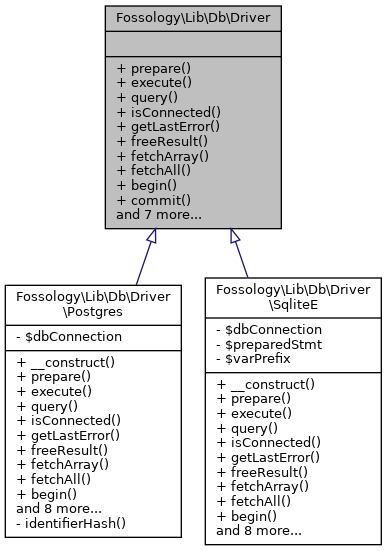 Fossology\Lib\Db\Driver
+ prepare()
+ execute()
+ query()
+ isConnected()
+ getLastError()
+ freeResult()
+ fetchArray()
+ fetchAll()
+ begin()
+ commit()
and 7 more...
Fossology\Lib\Db\Driver
\Postgres
- $dbConnection
+ __construct()
+ prepare()
+ execute()
+ query()
+ isConnected()
+ getLastError()
+ freeResult()
+ fetchArray()
+ fetchAll()
+ begin()
and 8 more...
- identifierHash()
Fossology\Lib\Db\Driver
\SqliteE
- $dbConnection
- $preparedStmt
- $varPrefix
+ __construct()
+ prepare()
+ execute()
+ query()
+ isConnected()
+ getLastError()
+ freeResult()
+ fetchArray()
+ fetchAll()
+ begin()
and 8 more...